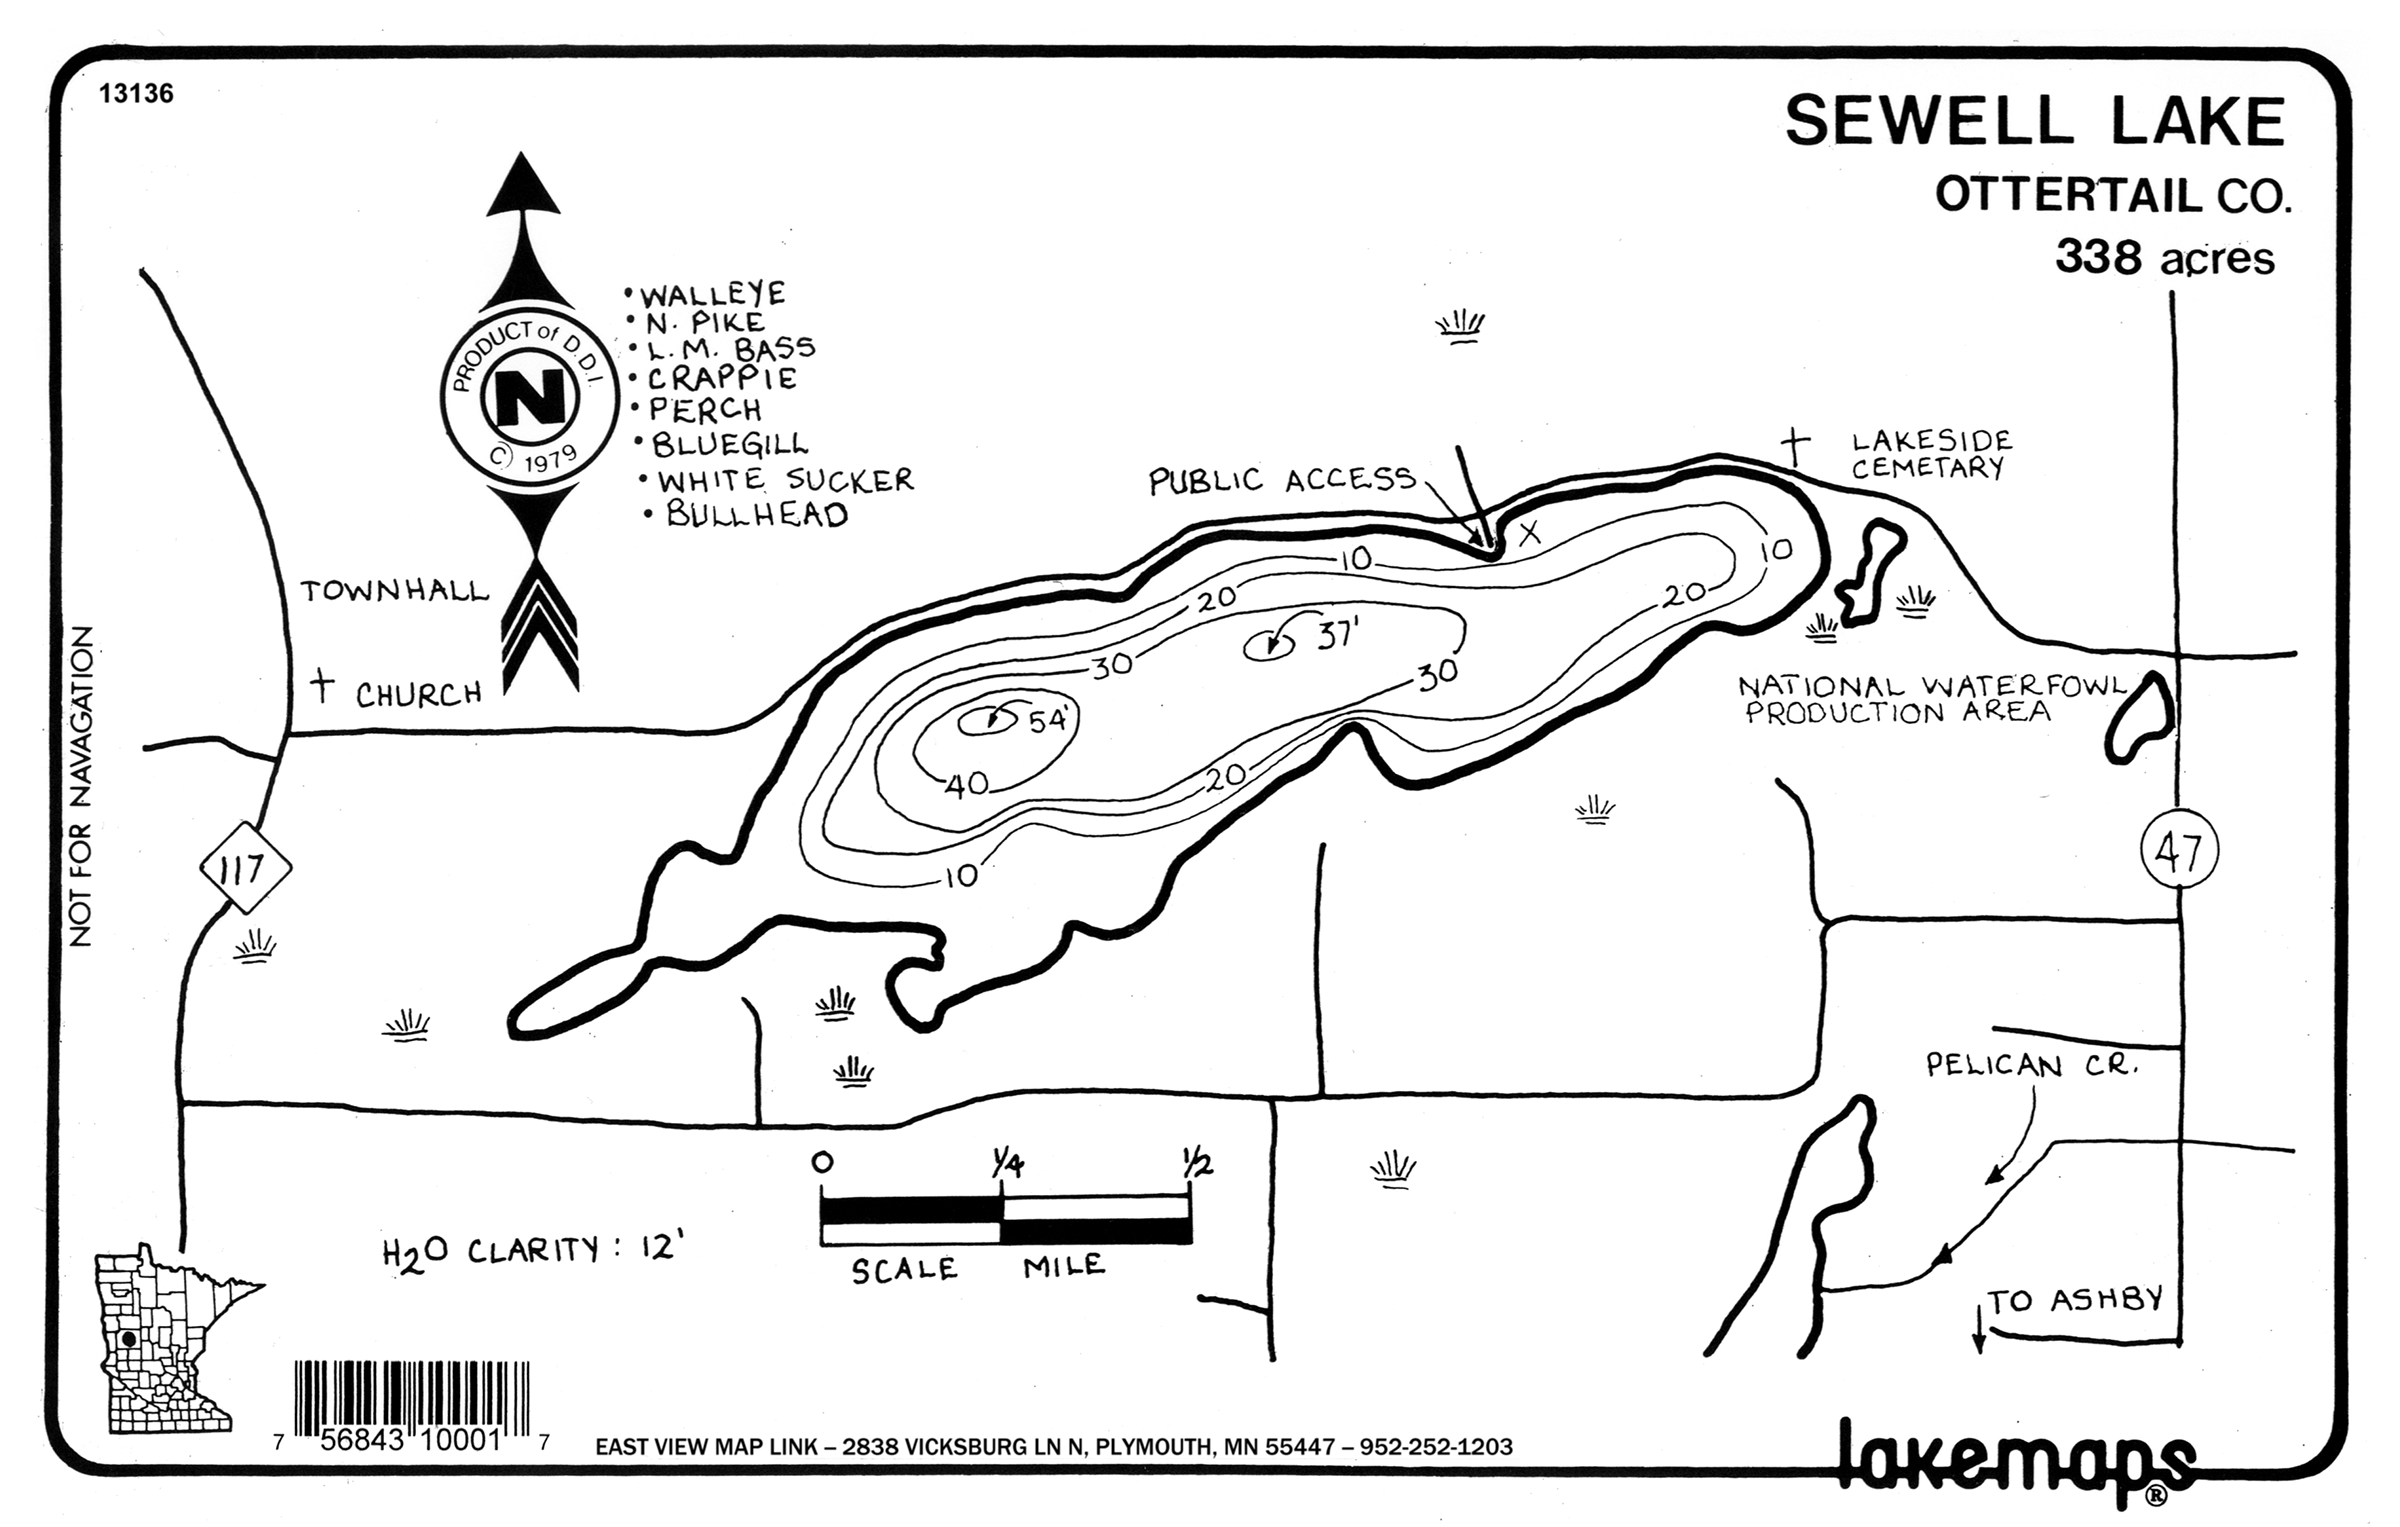 13136
SEWELL LAKE
OTTERTAIL CO.
338 acres
PRODUCT of D.D.I.
N
© 1979
• WALLEYE
• N. PIKE
• L.M. BASS
• CRAPPIE
• PERCH
• BLUEGILL
• WHITE SUCKER
• BULLHEAD
LAKESIDE
CEMETARY
PUBLIC ACCESS
X
10
10
TOWNHALL
20
20
37'
30
30
CHURCH
NATIONAL WATERFOWL
PRODUCTION AREA
54'
40
20
10
NOT FOR NAVAGATION
117
47
PELICAN CR.
0 1/4 1/2
SCALE MILE
H2O CLARITY: 12'
TO ASHBY
7 56843 10001 7
EAST VIEW MAP LINK – 2838 VICKSBURG LN N, PLYMOUTH, MN 55447 – 952-252-1203
lakemaps®